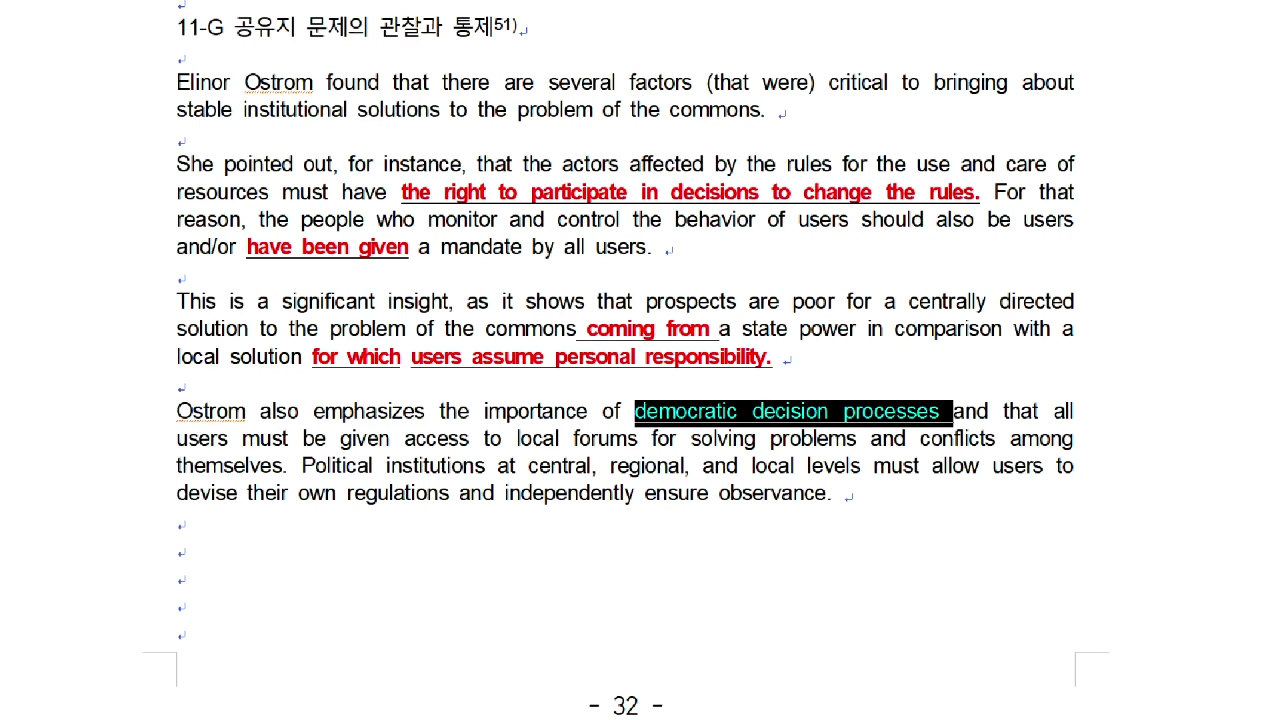 11-G 공유지 문제의 관찰과 통제51)
Elinor Ostrom found that there are several factors (that were) critical to bringing about
stable institutional solutions to the problem of the commons.
She pointed out, for instance, that the actors affected by the rules for the use and care of
resources must have the right to participate in decisions to change the rules. For that
reason, the people who monitor and control the behavior of users should also be users
and/or have been given a mandate by all users.
This is a significant insight, as it shows that prospects are poor for a centrally directed
solution to the problem of the commons coming from a state power in comparison with a
local solution for which users assume personal responsibility.
Ostrom also emphasizes the importance of democratic decision processes and that all
users must be given access to local forums for solving problems and conflicts among
themselves. Political institutions at central, regional, and local levels must allow users to
devise their own regulations and independently ensure observance.
- 32 -